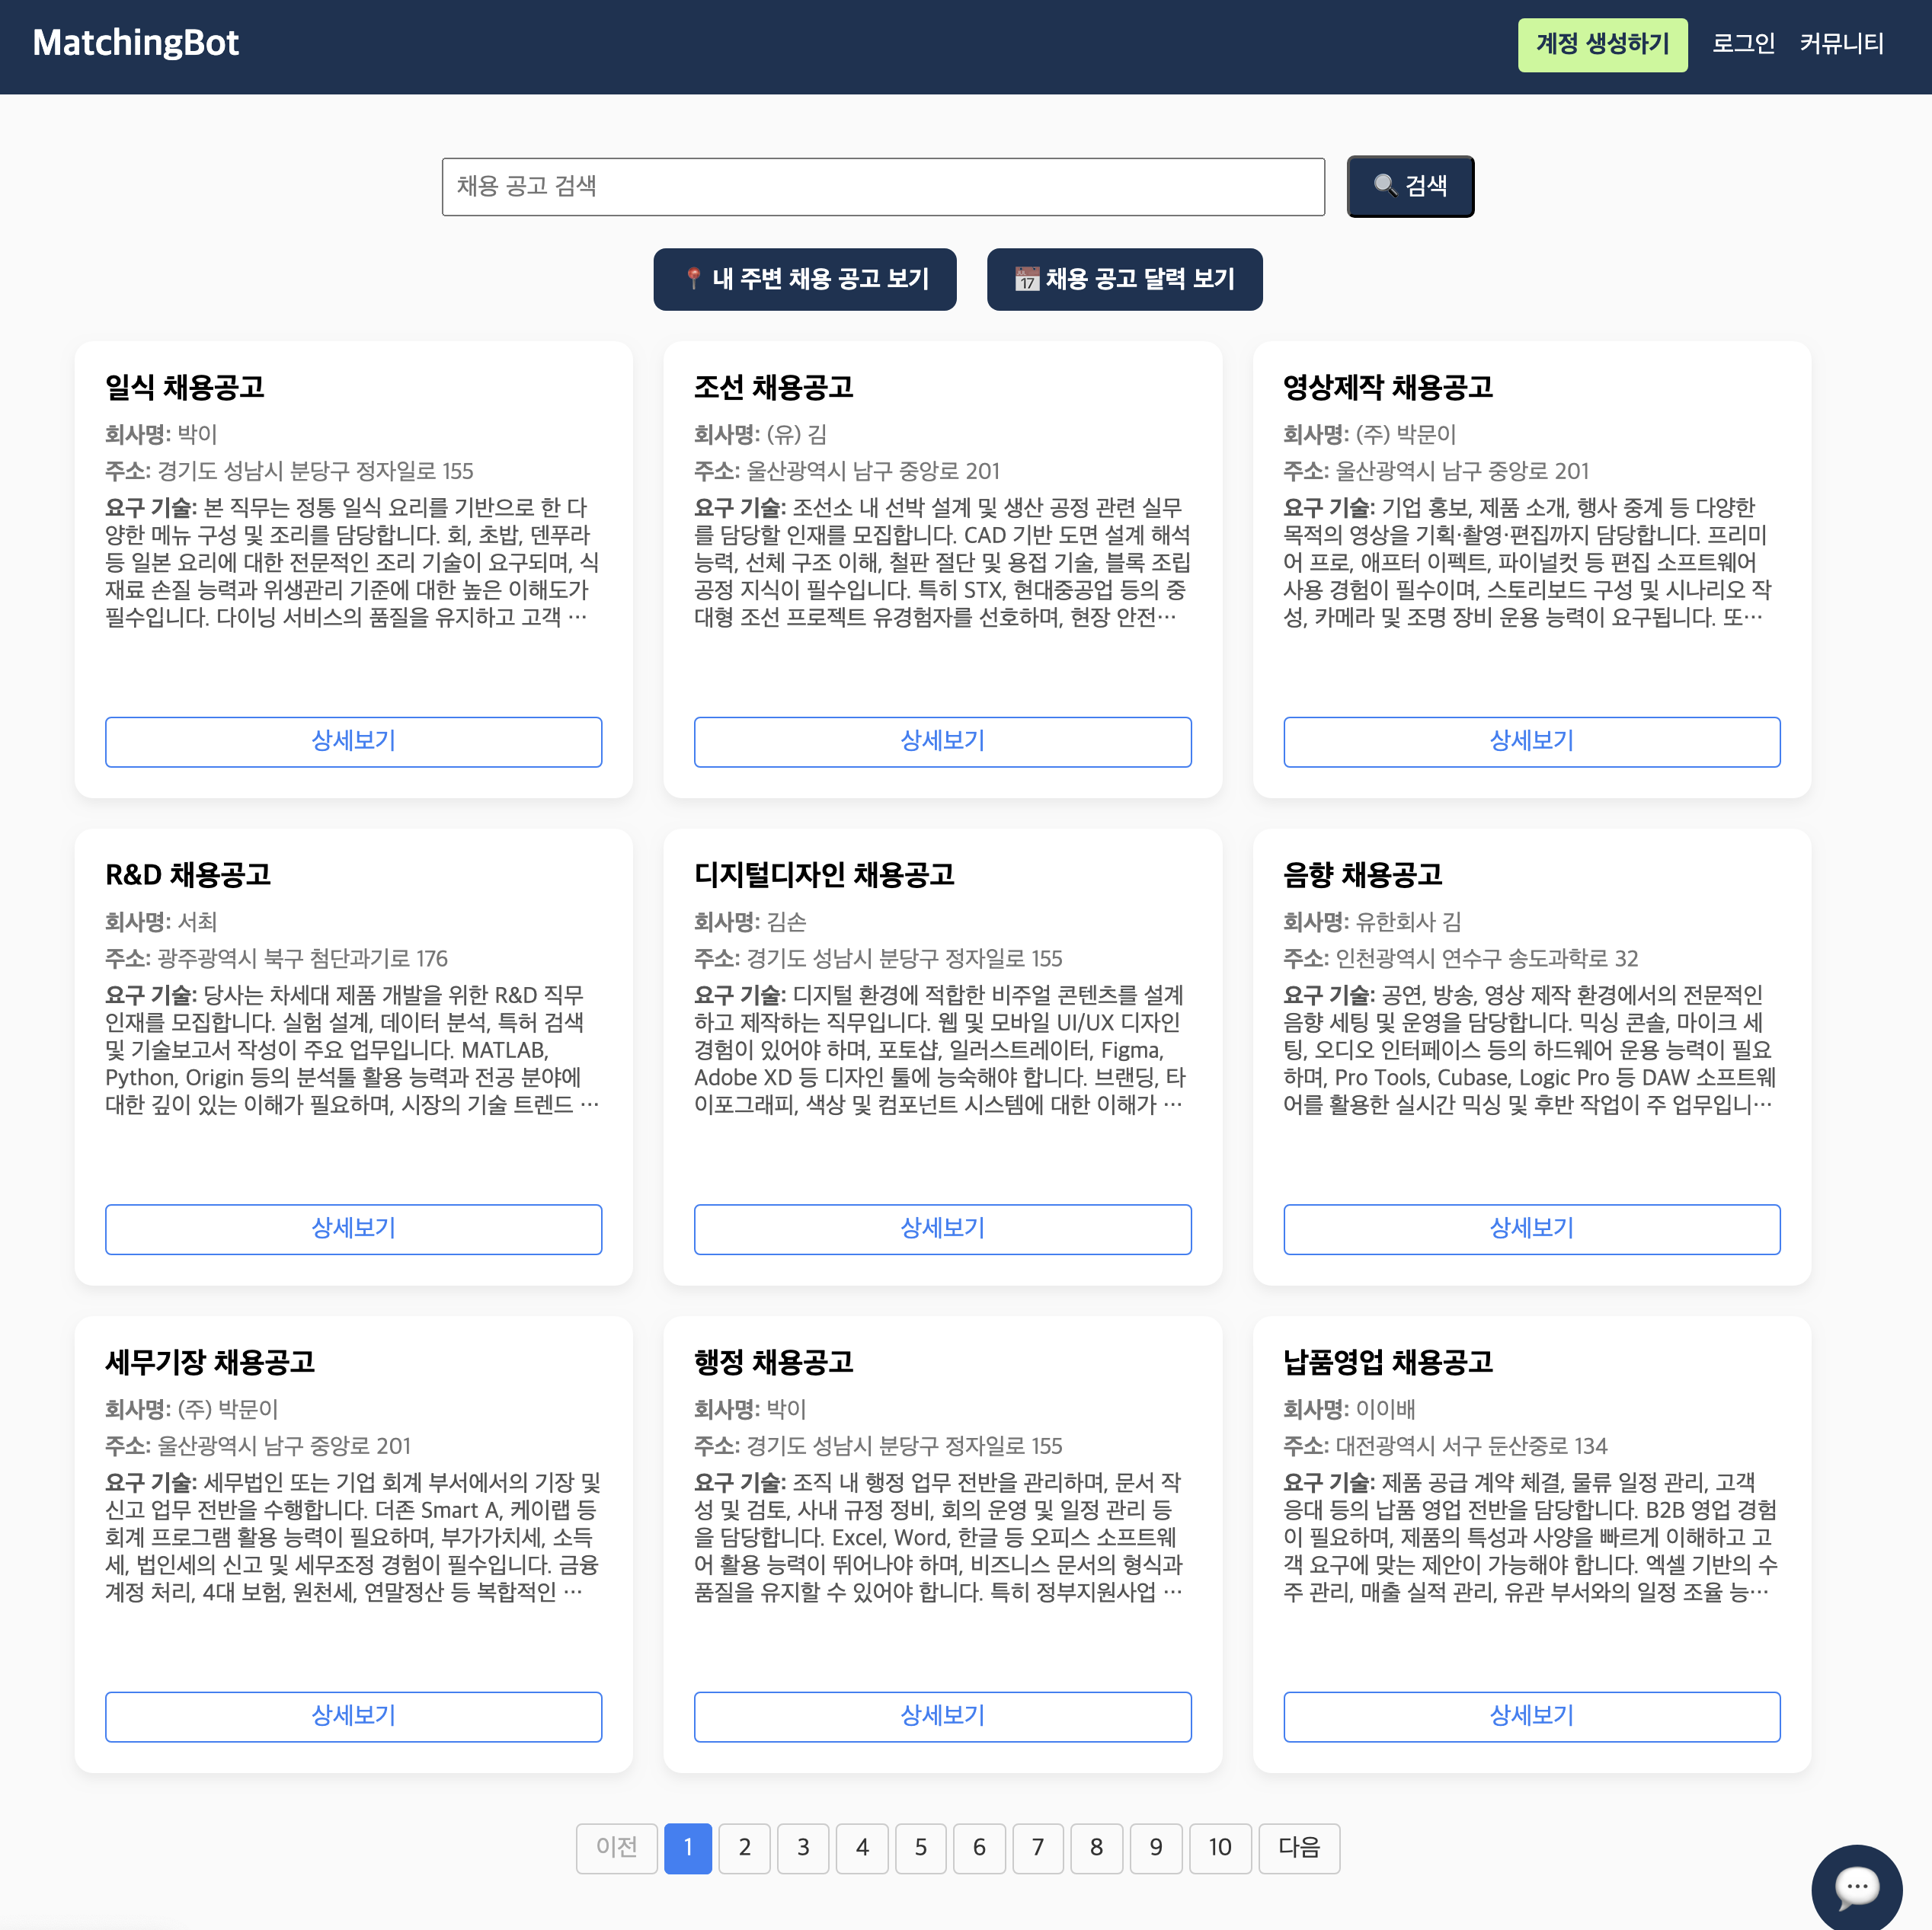 MatchingBot
계정 생성하기 로그인 커뮤니티
채용 공고 검색
검색
내 주변 채용 공고 보기
17 채용 공고 달력 보기
일식 채용공고
회사명: 박이
주소: 경기도 성남시 분당구 정자일로 155
요구 기술: 본 직무는 정통 일식 요리를 기반으로 한 다
양한 메뉴 구성 및 조리를 담당합니다. 회, 초밥, 덴푸라
등 일본 요리에 대한 전문적인 조리 기술이 요구되며, 식
재료 손질 능력과 위생관리 기준에 대한 높은 이해도가
필수입니다. 다이닝 서비스의 품질을 유지하고 고객 …
상세보기
조선 채용공고
회사명: (유) 김
주소: 울산광역시 남구 중앙로 201
요구 기술: 조선소 내 선박 설계 및 생산 공정 관련 실무
를 담당할 인재를 모집합니다. CAD 기반 도면 설계 해석
능력, 선체 구조 이해, 철판 절단 및 용접 기술, 블록 조립
공정 지식이 필수입니다. 특히 STX, 현대중공업 등의 중
대형 조선 프로젝트 유경험자를 선호하며, 현장 안전…
상세보기
영상제작 채용공고
회사명: (주) 박문이
주소: 울산광역시 남구 중앙로 201
요구 기술: 기업 홍보, 제품 소개, 행사 중계 등 다양한
목적의 영상을 기획·촬영·편집까지 담당합니다. 프리미
어 프로, 애프터 이펙트, 파이널컷 등 편집 소프트웨어
사용 경험이 필수이며, 스토리보드 구성 및 시나리오 작
성, 카메라 및 조명 장비 운용 능력이 요구됩니다. 또…
상세보기
R&D 채용공고
회사명: 서최
주소: 광주광역시 북구 첨단과기로 176
요구 기술: 당사는 차세대 제품 개발을 위한 R&D 직무
인재를 모집합니다. 실험 설계, 데이터 분석, 특허 검색
및 기술보고서 작성이 주요 업무입니다. MATLAB,
Python, Origin 등의 분석툴 활용 능력과 전공 분야에
대한 깊이 있는 이해가 필요하며, 시장의 기술 트렌드 …
상세보기
디지털디자인 채용공고
회사명: 김손
주소: 경기도 성남시 분당구 정자일로 155
요구 기술: 디지털 환경에 적합한 비주얼 콘텐츠를 설계
하고 제작하는 직무입니다. 웹 및 모바일 UI/UX 디자인
경험이 있어야 하며, 포토샵, 일러스트레이터, Figma,
Adobe XD 등 디자인 툴에 능숙해야 합니다. 브랜딩, 타
이포그래피, 색상 및 컴포넌트 시스템에 대한 이해가 …
상세보기
음향 채용공고
회사명: 유한회사 김
주소: 인천광역시 연수구 송도과학로 32
요구 기술: 공연, 방송, 영상 제작 환경에서의 전문적인
음향 세팅 및 운영을 담당합니다. 믹싱 콘솔, 마이크 세
팅, 오디오 인터페이스 등의 하드웨어 운용 능력이 필요
하며, Pro Tools, Cubase, Logic Pro 등 DAW 소프트웨
어를 활용한 실시간 믹싱 및 후반 작업이 주 업무입니…
상세보기
세무기장 채용공고
회사명: (주) 박문이
주소: 울산광역시 남구 중앙로 201
요구 기술: 세무법인 또는 기업 회계 부서에서의 기장 및
신고 업무 전반을 수행합니다. 더존 Smart A, 케이랩 등
회계 프로그램 활용 능력이 필요하며, 부가가치세, 소득
세, 법인세의 신고 및 세무조정 경험이 필수입니다. 금융
계정 처리, 4대 보험, 원천세, 연말정산 등 복합적인 …
상세보기
행정 채용공고
회사명: 박이
주소: 경기도 성남시 분당구 정자일로 155
요구 기술: 조직 내 행정 업무 전반을 관리하며, 문서 작
성 및 검토, 사내 규정 정비, 회의 운영 및 일정 관리 등
을 담당합니다. Excel, Word, 한글 등 오피스 소프트웨
어 활용 능력이 뛰어나야 하며, 비즈니스 문서의 형식과
품질을 유지할 수 있어야 합니다. 특히 정부지원사업 …
상세보기
납품영업 채용공고
회사명: 이이배
주소: 대전광역시 서구 둔산중로 134
요구 기술: 제품 공급 계약 체결, 물류 일정 관리, 고객
응대 등의 납품 영업 전반을 담당합니다. B2B 영업 경험
이 필요하며, 제품의 특성과 사양을 빠르게 이해하고 고
객 요구에 맞는 제안이 가능해야 합니다. 엑셀 기반의 수
주 관리, 매출 실적 관리, 유관 부서와의 일정 조율 능…
상세보기
이전 1 2 3 4 5 6 7 8 9 10 다음